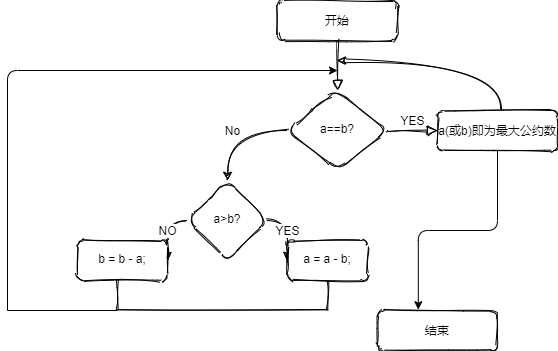 开始
a==b?
YES
a(或b)即为最大公约数
No
a>b?
NO
YES
b = b - a;
a = a - b;
结束